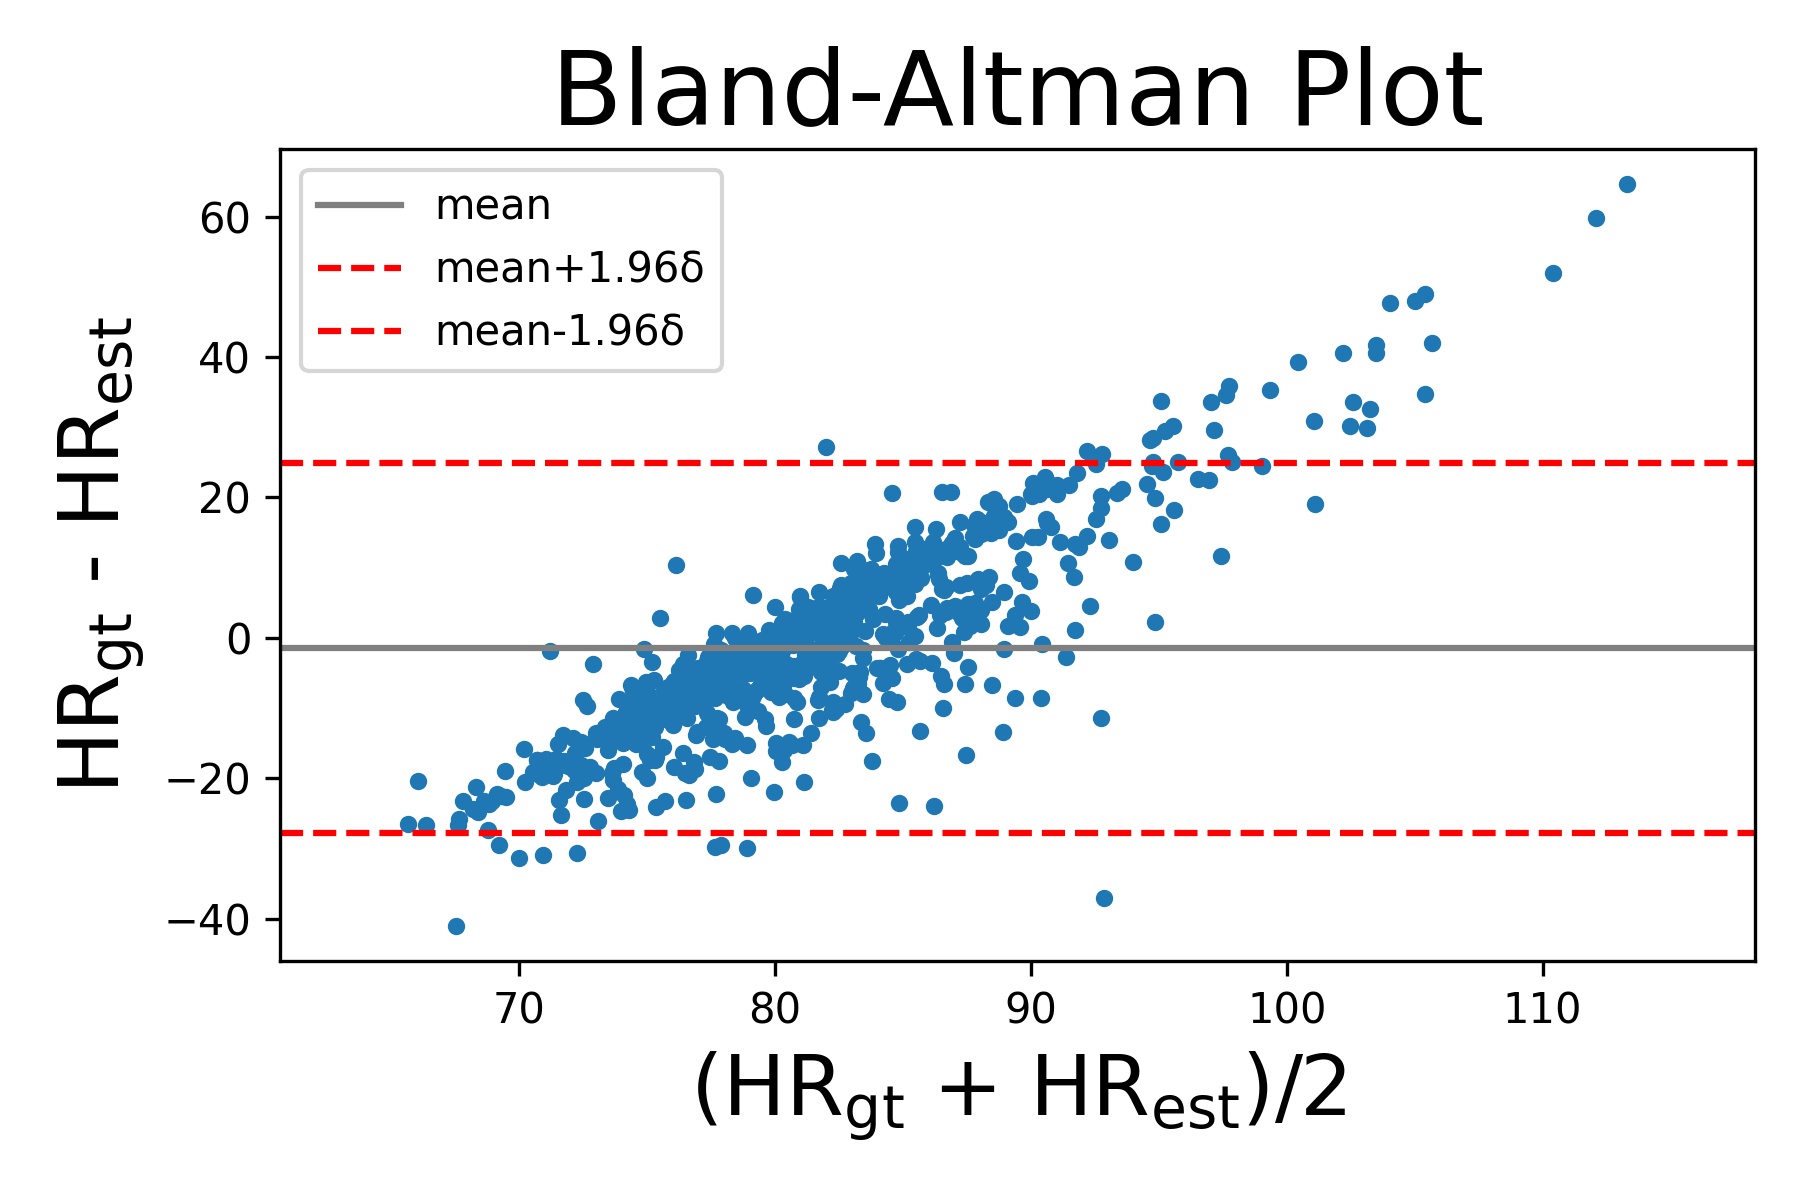 Bland-Altman Plot
mean
mean+1.96δ
mean-1.96δ
HRgt - HRest
60
40
20
0
−20
−40
70 80 90 100 110
(HRgt + HRest)/2